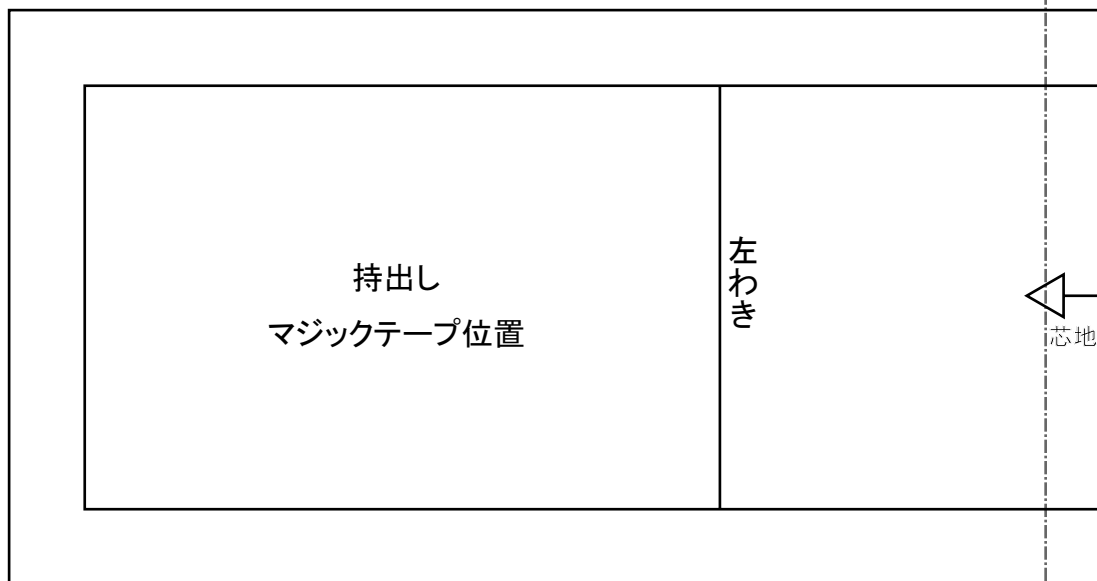 持出し
マジックテープ位置
左わき
芯地